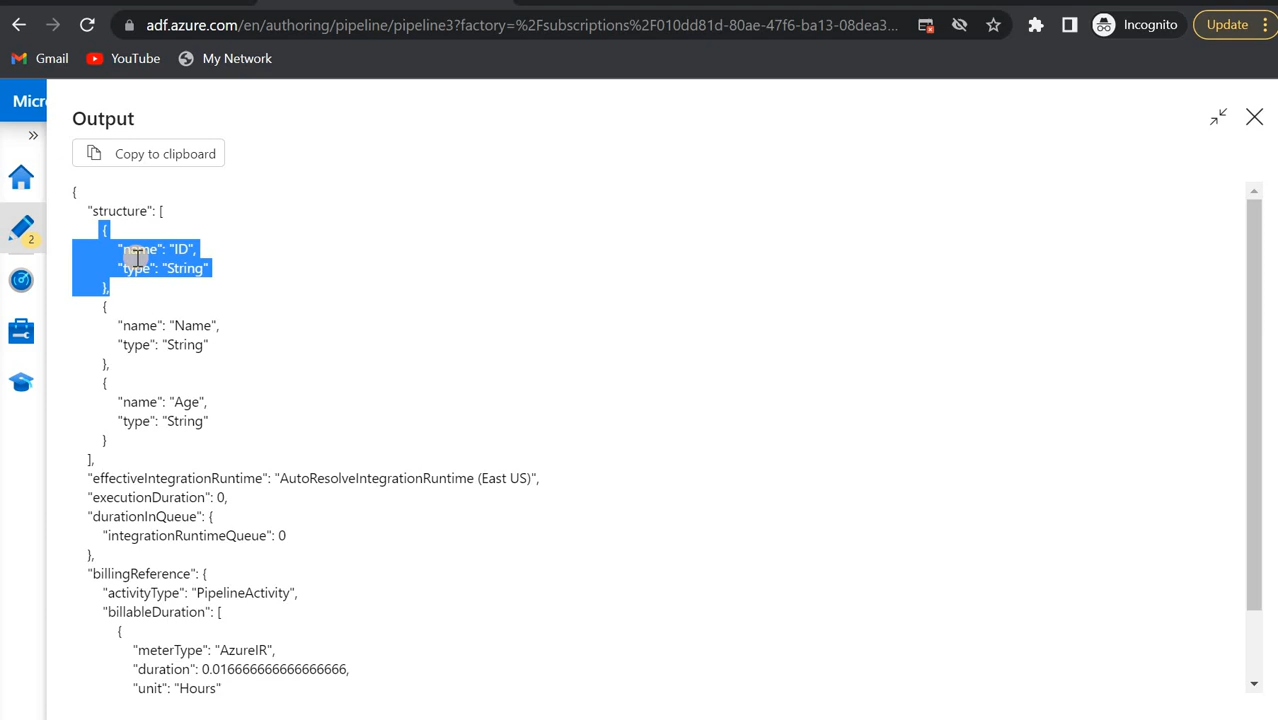 adf.azure.com/en/authoring/pipeline/pipeline3?factory=%2Fsubscriptions%2F010dd81d-80ae-47f6-ba13-08dea3...
Incognito
Update
Gmail
YouTube
My Network
Micr
Output
2
Copy to clipboard
{
"structure": [
{
"name": "ID",
"type": "String"
},
{
"name": "Name",
"type": "String"
},
{
"name": "Age",
"type": "String"
}
],
"effectiveIntegrationRuntime": "AutoResolveIntegrationRuntime (East US)",
"executionDuration": 0,
"durationInQueue": {
"integrationRuntimeQueue": 0
},
"billingReference": {
"activityType": "PipelineActivity",
"billableDuration": [
{
"meterType": "AzureIR",
"duration": 0.016666666666666666,
"unit": "Hours"